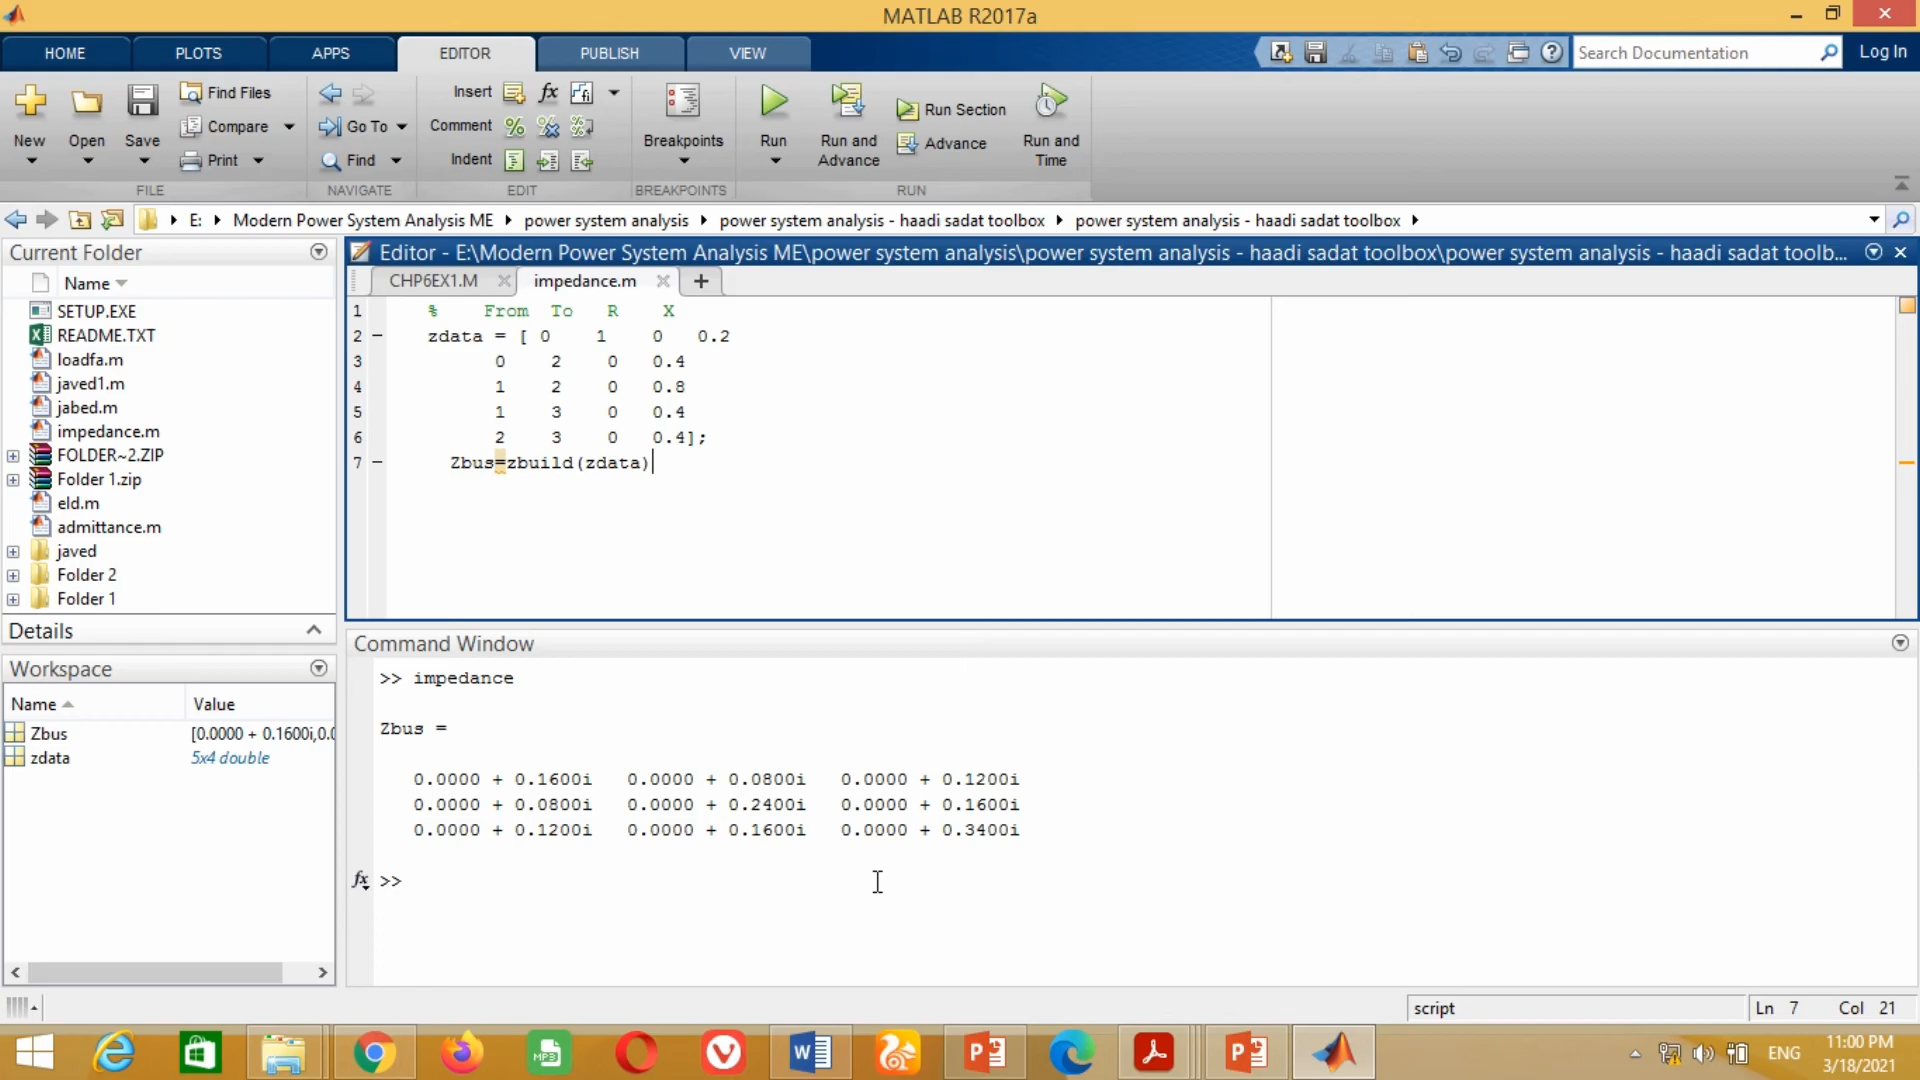 MATLAB R2017a
HOME PLOTS APPS EDITOR PUBLISH VIEW Search Documentation Log In
Find Files Insert fx
New Open Save Compare Go To Comment Breakpoints Run Run and Advance Run Section Advance Run and Time
Print Find Indent
FILE NAVIGATE EDIT BREAKPOINTS RUN
E: Modern Power System Analysis ME power system analysis power system analysis - haadi sadat toolbox power system analysis - haadi sadat toolbox
Current Folder
Name
SETUP.EXE
README.TXT
loadfa.m
javed1.m
jabed.m
impedance.m
FOLDER~2.ZIP
Folder 1.zip
eld.m
admittance.m
javed
Folder 2
Folder 1
Details
Workspace
Name Value
Zbus [0.0000 + 0.1600i,0.0
zdata 5x4 double
Editor - E:\Modern Power System Analysis ME\power system analysis\power system analysis - haadi sadat toolbox\power system analysis - haadi sadat toolb...
CHP6EX1.M impedance.m
1 % From To R X
2 – zdata = [ 0 1 0 0.2
3 0 2 0 0.4
4 1 2 0 0.8
5 1 3 0 0.4
6 2 3 0 0.4];
7 – Zbus=zbuild(zdata)
Command Window
>> impedance
Zbus =
0.0000 + 0.1600i 0.0000 + 0.0800i 0.0000 + 0.1200i
0.0000 + 0.0800i 0.0000 + 0.2400i 0.0000 + 0.1600i
0.0000 + 0.1200i 0.0000 + 0.1600i 0.0000 + 0.3400i
fx >>
script Ln 7 Col 21
MP3
ENG
11:00 PM
3/18/2021